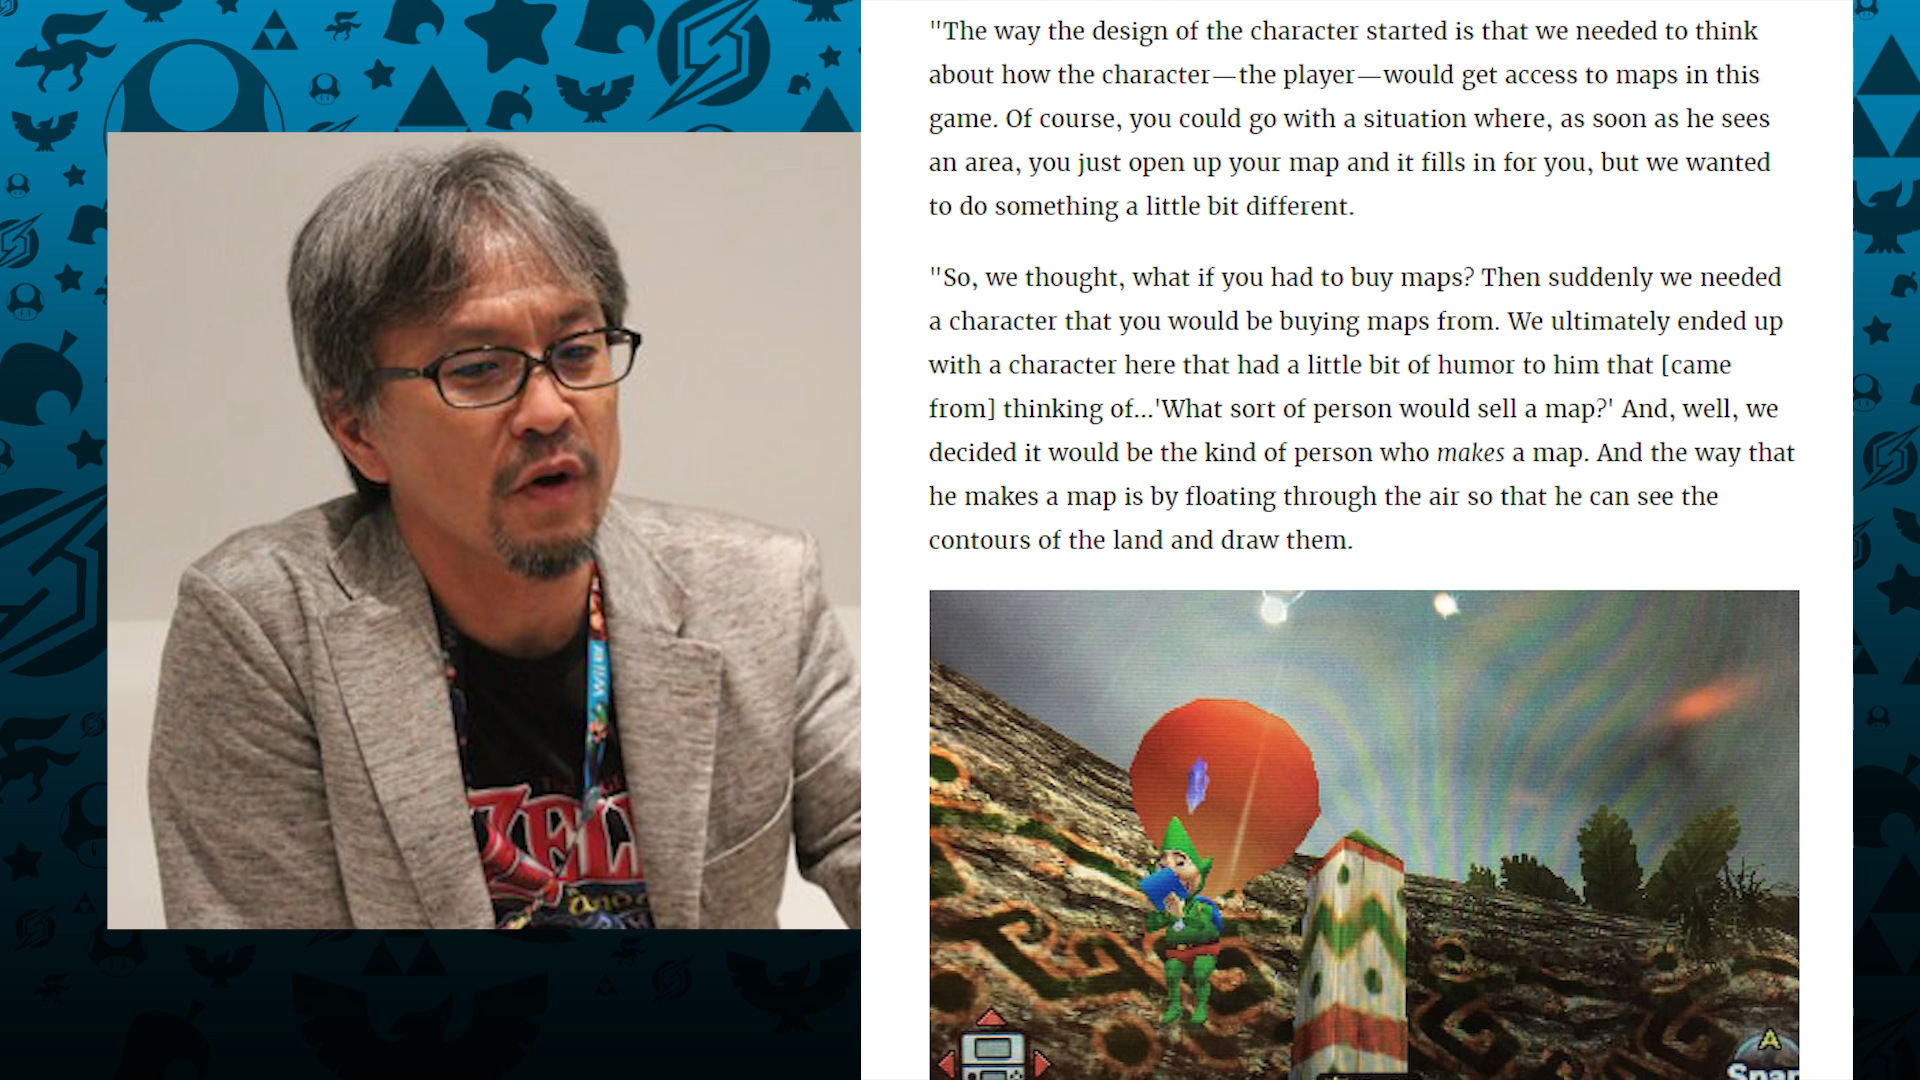 "The way the design of the character started is that we needed to think
about how the character—the player—would get access to maps in this
game. Of course, you could go with a situation where, as soon as he sees
an area, you just open up your map and it fills in for you, but we wanted
to do something a little bit different.
"So, we thought, what if you had to buy maps? Then suddenly we needed
a character that you would be buying maps from. We ultimately ended up
with a character here that had a little bit of humor to him that [came
from] thinking of...'What sort of person would sell a map?' And, well, we
decided it would be the kind of person who makes a map. And the way that
he makes a map is by floating through the air so that he can see the
contours of the land and draw them.
Wii
ZEL
A